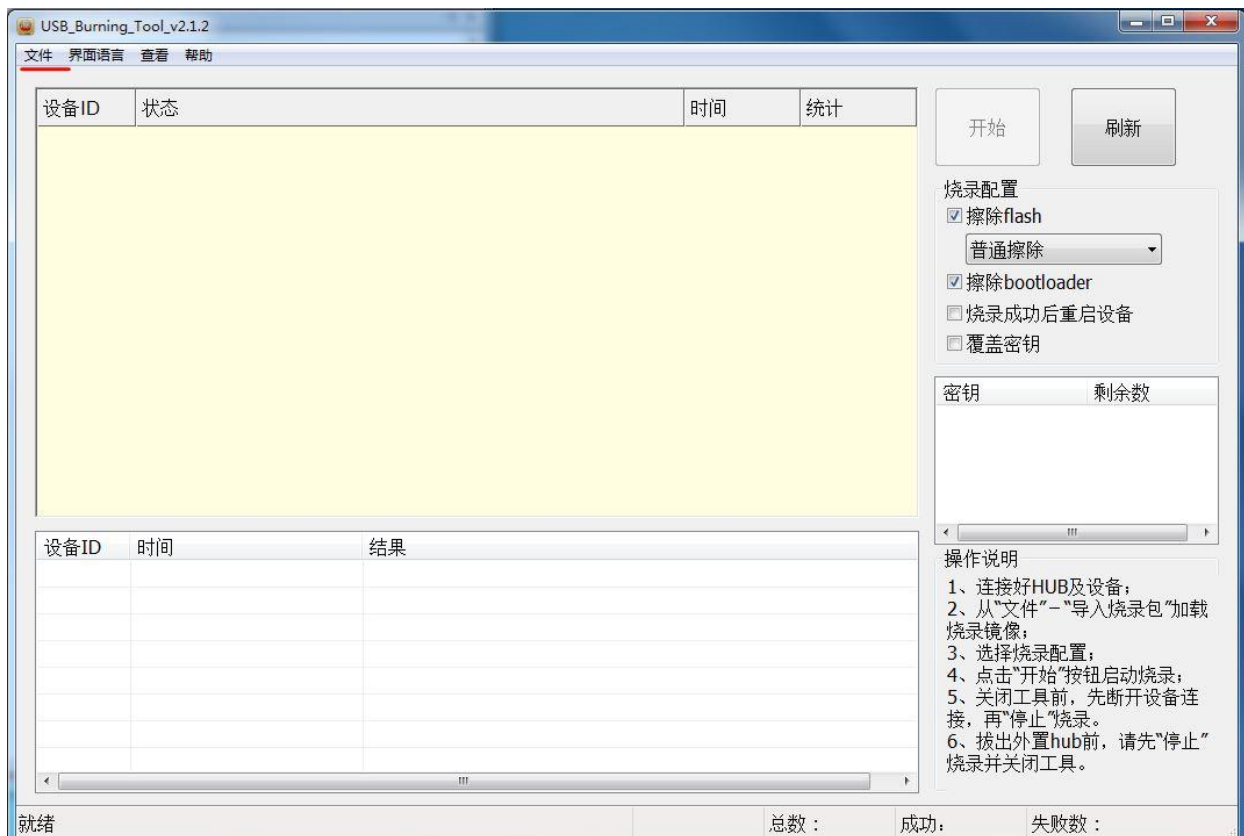 USB_Burning_Tool_v2.1.2
文件 界面语言 查看 帮助
设备ID 状态 时间 统计
开始 刷新
烧录配置
擦除flash
普通擦除
擦除bootloader
烧录成功后重启设备
覆盖密钥
密钥 剩余数
设备ID 时间 结果
操作说明
1、连接好HUB及设备；
2、从“文件”－“导入烧录包”加载
烧录镜像；
3、选择烧录配置；
4、点击“开始”按钮启动烧录；
5、关闭工具前，先断开设备连
接，再“停止”烧录。
6、拔出外置hub前，请先“停止”
烧录并关闭工具。
就绪 总数： 成功： 失败数：